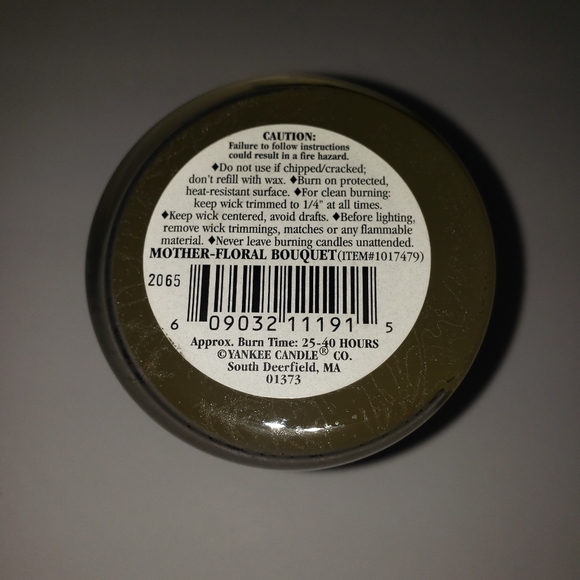 CAUTION:
Failure to follow instructions
could result in a fire hazard.
♦Do not use if chipped/cracked;
don't refill with wax. ♦Burn on protected,
heat-resistant surface. ♦For clean burning:
keep wick trimmed to 1/4" at all times.
♦Keep wick centered, avoid drafts. ♦Before lighting,
remove wick trimmings, matches or any flammable
material. ♦Never leave burning candles unattended.
MOTHER-FLORAL BOUQUET(ITEM#1017479)
2065
6 09032 11191 5
Approx. Burn Time: 25-40 HOURS
©YANKEE CANDLE® CO.
South Deerfield, MA
01373